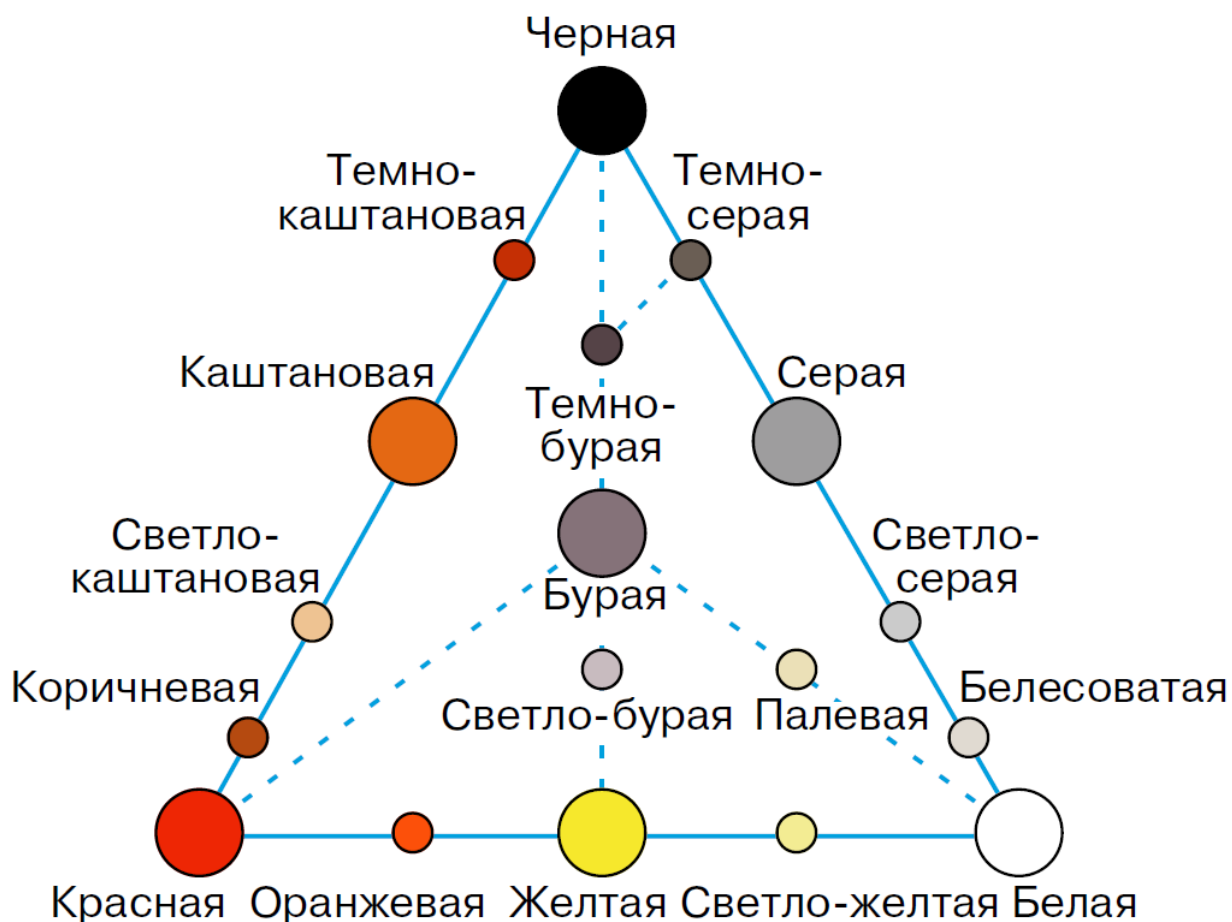 Черная
Темно-
каштановая
Темно-
серая
Каштановая
Серая
Темно-
бурая
Светло-
каштановая
Светло-
серая
Бурая
Коричневая
Белесоватая
Светло-бурая
Палевая
Красная
Оранжевая
Желтая
Светло-желтая
Белая